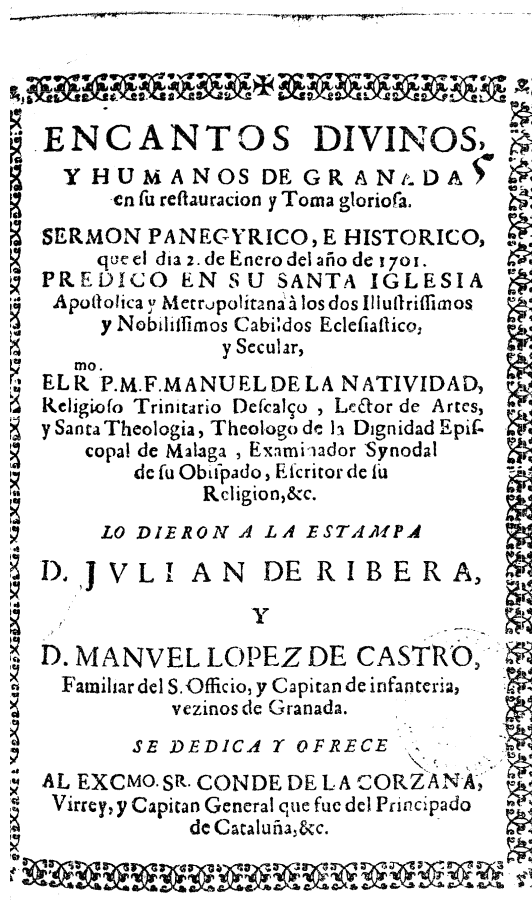 ENCANTOS DIVINOS,
Y HUMANOS DE GRANADA
en ſu reſtauracion y Toma glorioſa.
SERMON PANEGYRICO, E HISTORICO,
que el dia 2. de Enero del año de 1701.
PREDICO EN SU SANTA IGLESIA
Apoſtolica y Metropolitana à los dos Illuſtriſſimos
y Nobiliſſimos Cabildos Ecleſiaſtico,
y Secular,
EL R.mo P.M.F. MANUEL DE LA NATIVIDAD,
Religioſo Trinitario Deſcalço, Lector de Artes,
y Santa Theologia, Theologo de la Dignidad Epiſ-
copal de Malaga, Examinador Synodal
de ſu Obiſpado, Eſcritor de ſu
Religion, &c.
LO DIERON A LA ESTAMPA
D. JVLIAN DE RIBERA,
Y
D. MANVEL LOPEZ DE CASTRO,
Familiar del S. Officio, y Capitan de infanteria,
vezinos de Granada.
SE DEDICA Y OFRECE
AL EXCMO. SR. CONDE DE LA CORZANA,
Virrey, y Capitan General que fue del Principado
de Cataluña, &c.